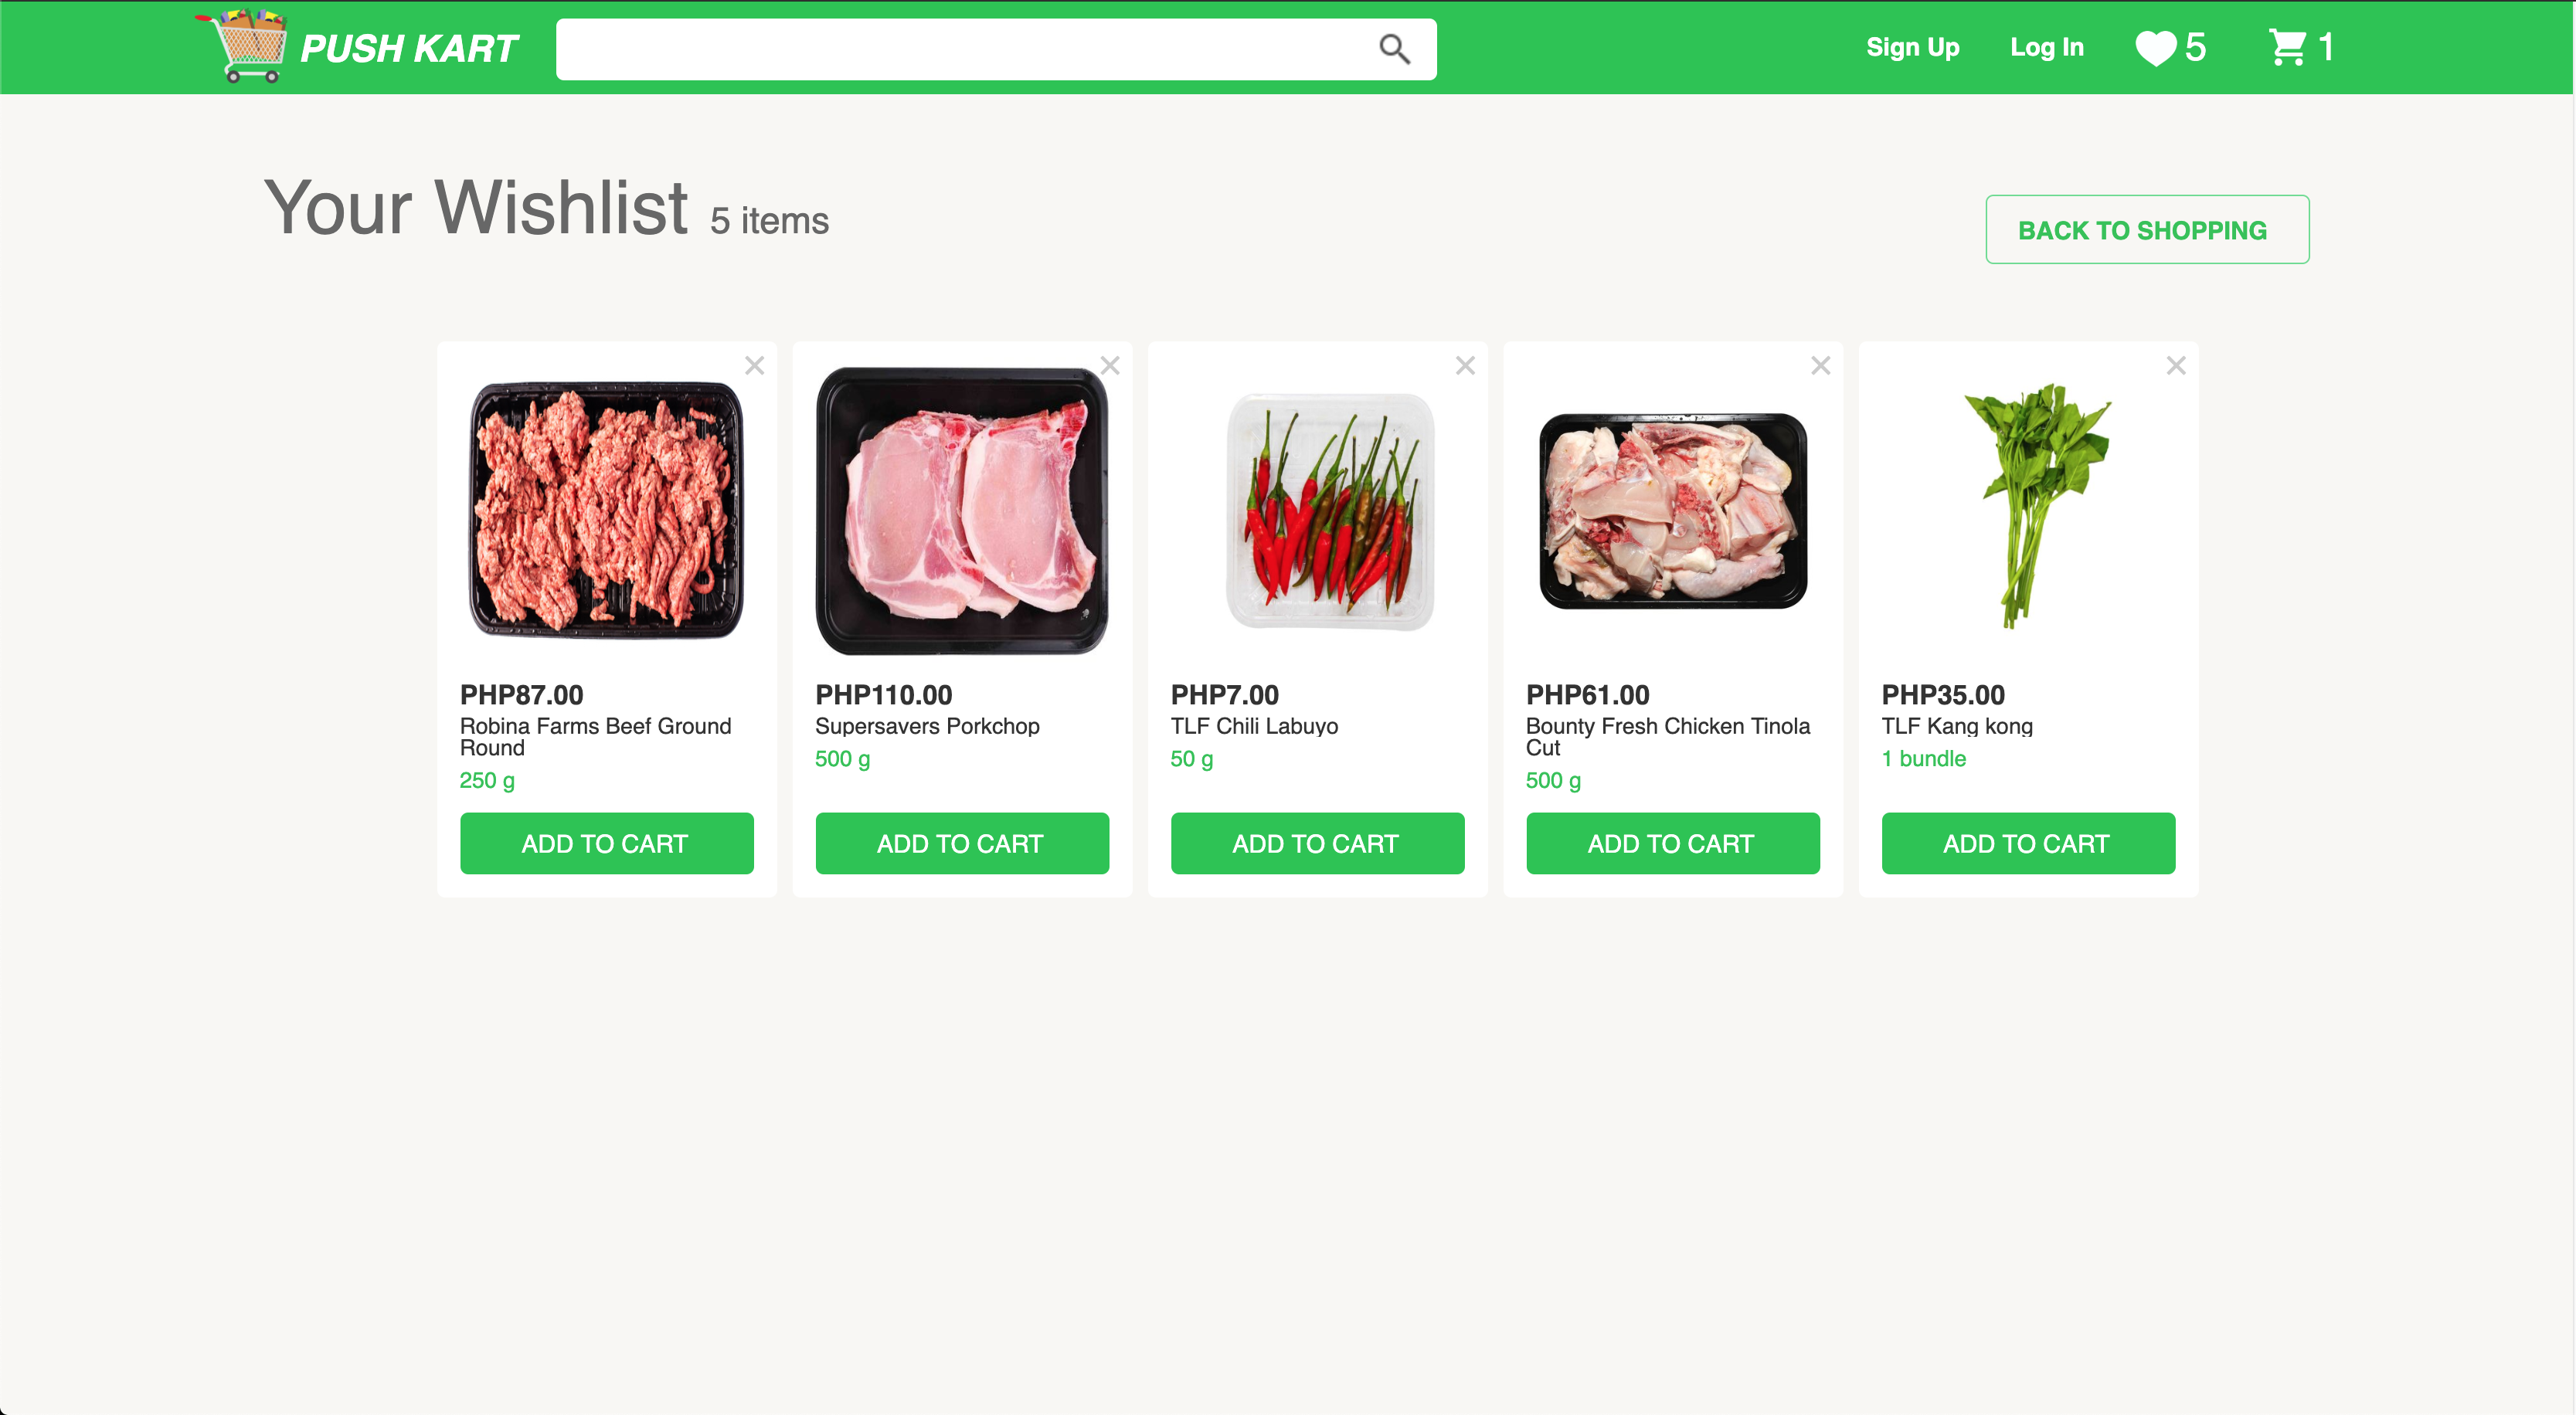 PUSH KART
Sign Up
Log In
5
1
Your Wishlist 5 items
BACK TO SHOPPING
PHP87.00
Robina Farms Beef Ground
Round
250 g
ADD TO CART
PHP110.00
Supersavers Porkchop
500 g
ADD TO CART
PHP7.00
TLF Chili Labuyo
50 g
ADD TO CART
PHP61.00
Bounty Fresh Chicken Tinola
Cut
500 g
ADD TO CART
PHP35.00
TLF Kang kong
1 bundle
ADD TO CART